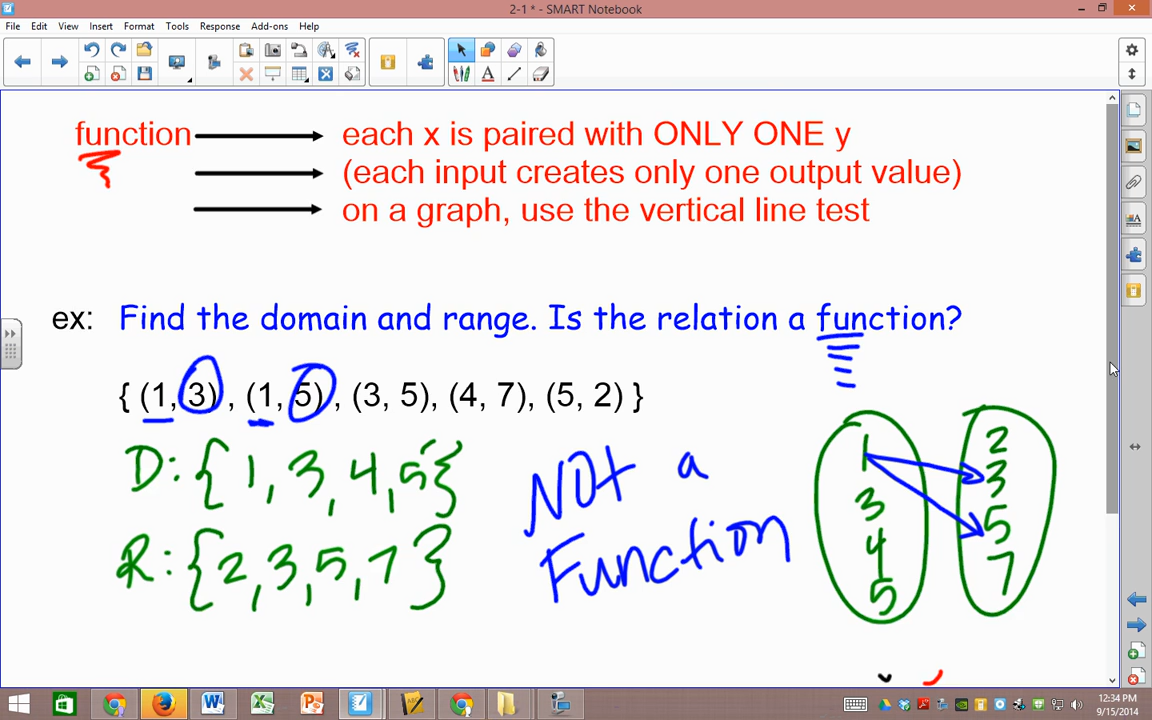 2-1 * - SMART Notebook
File Edit View Insert Format Tools Response Add-ons Help
function
each x is paired with ONLY ONE y
(each input creates only one output value)
on a graph, use the vertical line test
ex: Find the domain and range. Is the relation a function?
{ (1, 3) , (1, 5) , (3, 5), (4, 7), (5, 2) }
D: {1, 3, 4, 5}
R: {2, 3, 5, 7}
NOt a
Function
1
3
4
5
2
3
5
7
12:34 PM
9/15/2014